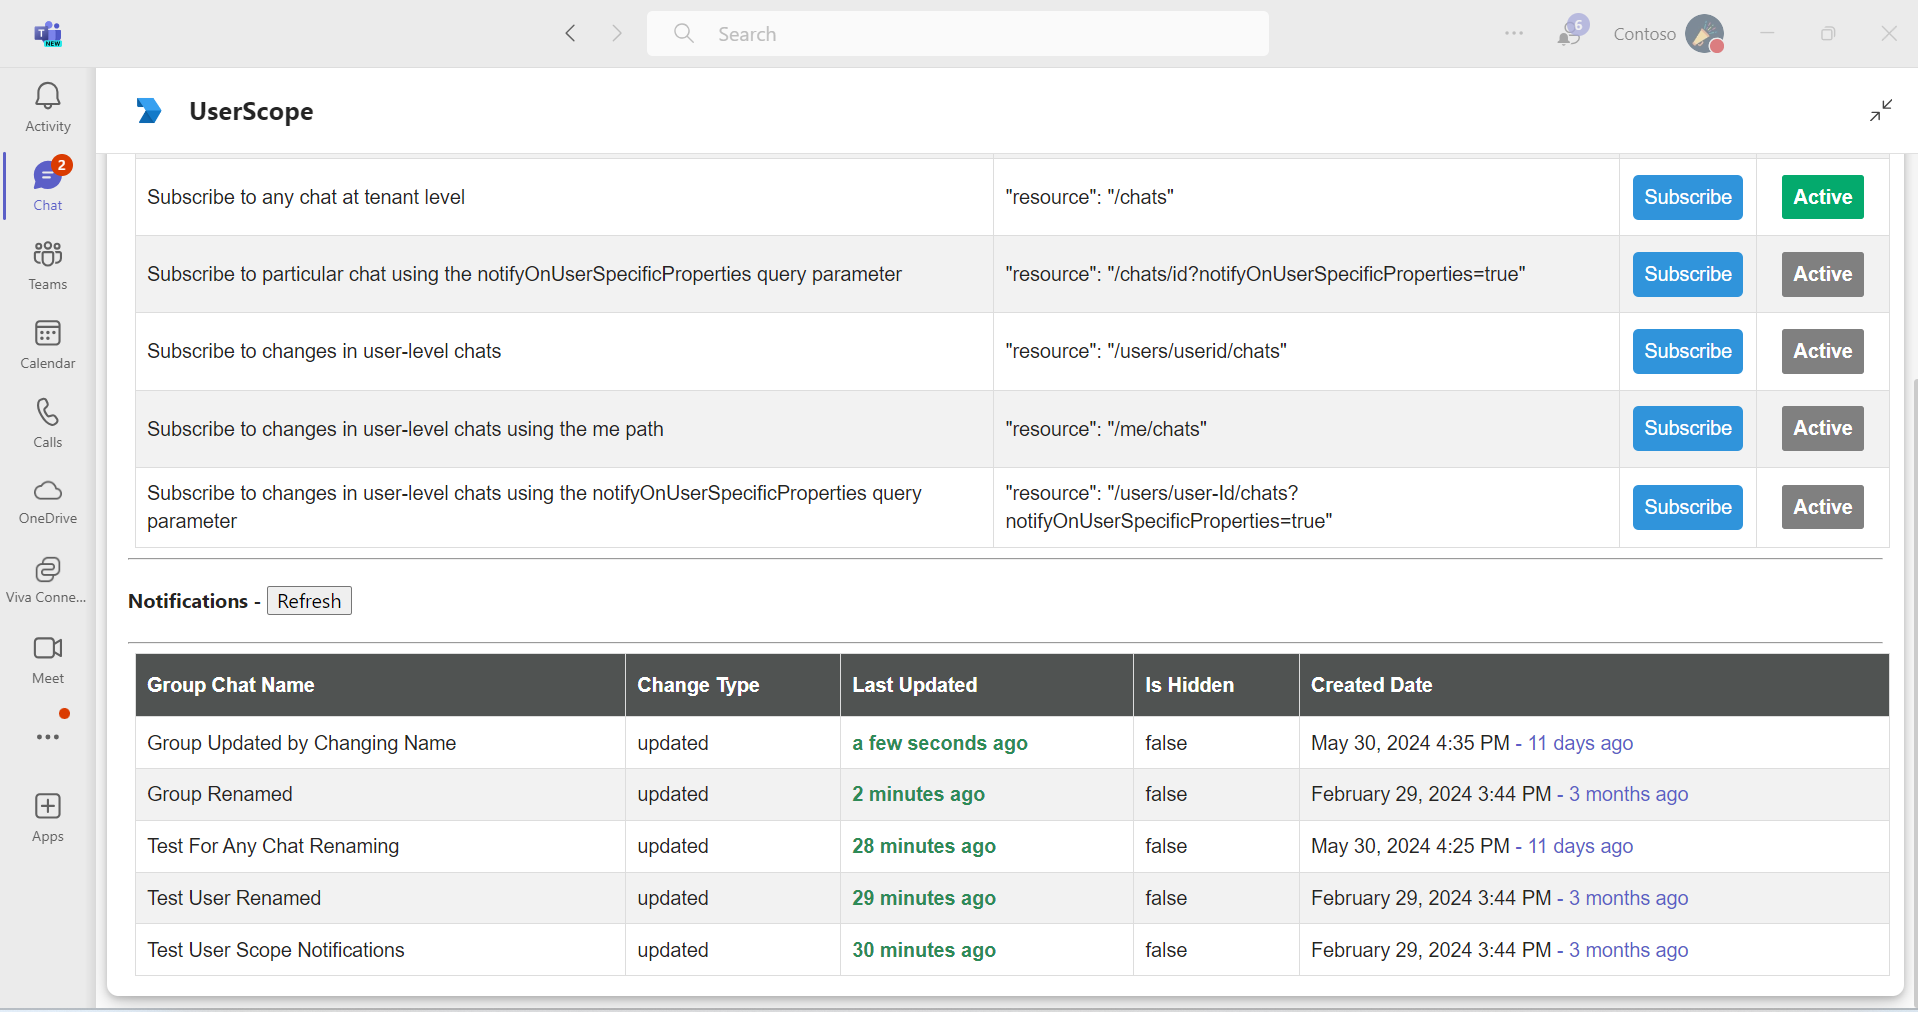 T
NEW
Search
6
Contoso
Activity
2
Chat
Teams
Calendar
Calls
OneDrive
Viva Conne...
Meet
Apps
UserScope
Subscribe to any chat at tenant level "resource": "/chats" Subscribe Active
Subscribe to particular chat using the notifyOnUserSpecificProperties query parameter "resource": "/chats/id?notifyOnUserSpecificProperties=true" Subscribe Active
Subscribe to changes in user-level chats "resource": "/users/userid/chats" Subscribe Active
Subscribe to changes in user-level chats using the me path "resource": "/me/chats" Subscribe Active
Subscribe to changes in user-level chats using the notifyOnUserSpecificProperties query
parameter
"resource": "/users/user-Id/chats?
notifyOnUserSpecificProperties=true"
Subscribe Active
Notifications - Refresh
Group Chat Name Change Type Last Updated Is Hidden Created Date
Group Updated by Changing Name updated a few seconds ago false May 30, 2024 4:35 PM - 11 days ago
Group Renamed updated 2 minutes ago false February 29, 2024 3:44 PM - 3 months ago
Test For Any Chat Renaming updated 28 minutes ago false May 30, 2024 4:25 PM - 11 days ago
Test User Renamed updated 29 minutes ago false February 29, 2024 3:44 PM - 3 months ago
Test User Scope Notifications updated 30 minutes ago false February 29, 2024 3:44 PM - 3 months ago